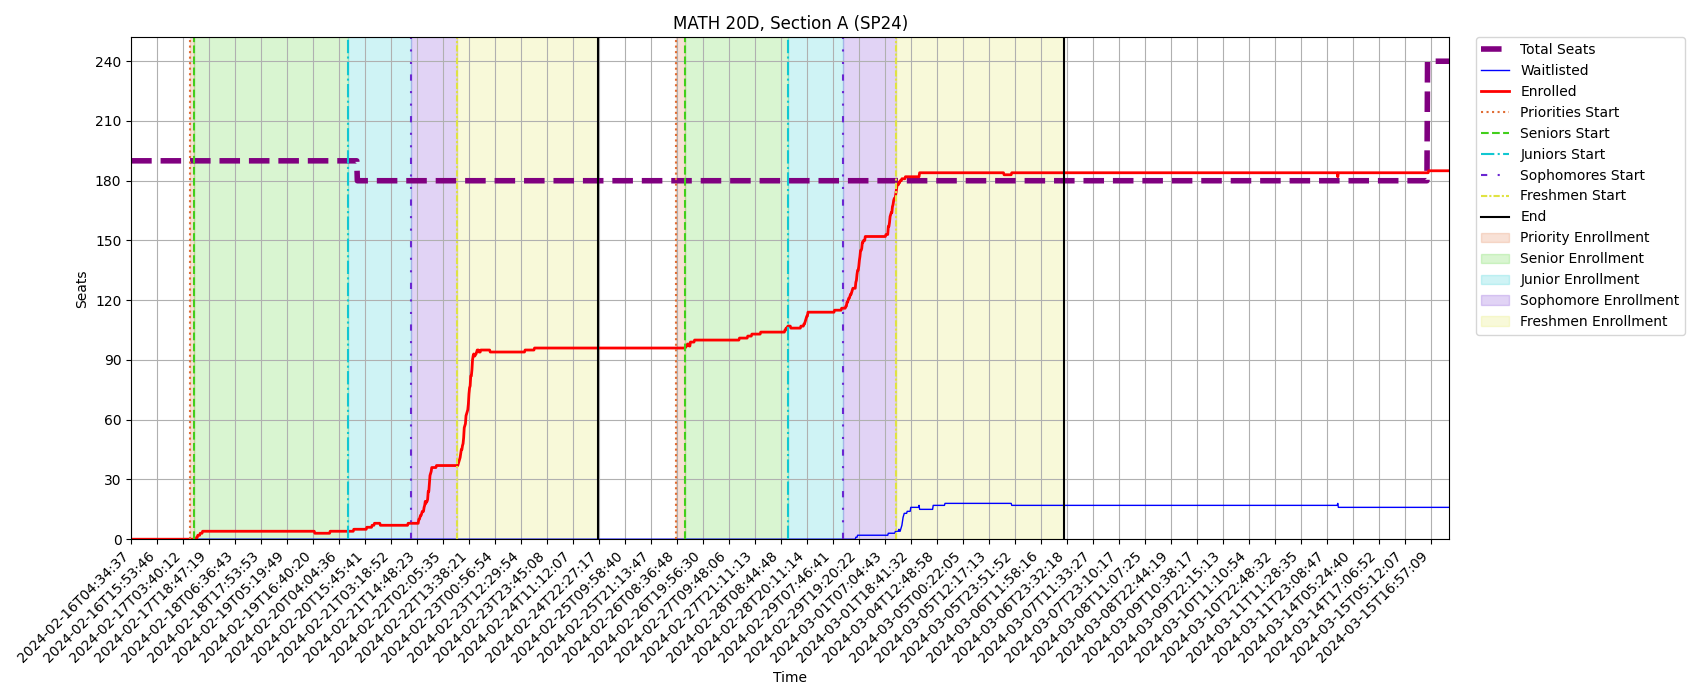 MATH 20D, Section A (SP24)
Seats
240
210
180
150
120
90
60
30
0
2024-02-16T04:34:37
2024-02-16T15:53:46
2024-02-17T03:40:12
2024-02-17T18:47:19
2024-02-18T06:36:43
2024-02-18T17:53:53
2024-02-19T05:19:49
2024-02-19T16:40:20
2024-02-20T04:04:36
2024-02-20T15:45:41
2024-02-21T03:18:52
2024-02-21T14:48:23
2024-02-22T02:05:35
2024-02-22T13:38:21
2024-02-23T00:56:54
2024-02-23T12:29:54
2024-02-23T23:45:08
2024-02-24T11:12:07
2024-02-24T22:27:17
2024-02-25T09:58:40
2024-02-25T21:13:47
2024-02-26T08:36:48
2024-02-26T19:56:30
2024-02-27T09:48:06
2024-02-27T21:11:13
2024-02-28T08:44:48
2024-02-28T20:11:14
2024-02-29T07:46:41
2024-02-29T19:20:22
2024-03-01T07:04:43
2024-03-01T18:41:32
2024-03-04T12:48:58
2024-03-05T00:22:05
2024-03-05T12:17:13
2024-03-05T23:51:52
2024-03-06T11:58:16
2024-03-06T23:32:18
2024-03-07T11:33:27
2024-03-07T23:10:17
2024-03-08T11:07:25
2024-03-08T22:44:19
2024-03-09T10:38:17
2024-03-09T22:15:13
2024-03-10T11:10:54
2024-03-10T22:48:32
2024-03-11T11:28:35
2024-03-11T23:08:47
2024-03-14T05:24:40
2024-03-14T17:06:52
2024-03-15T05:12:07
2024-03-15T16:57:09
Time
Total Seats
Waitlisted
Enrolled
Priorities Start
Seniors Start
Juniors Start
Sophomores Start
Freshmen Start
End
Priority Enrollment
Senior Enrollment
Junior Enrollment
Sophomore Enrollment
Freshmen Enrollment